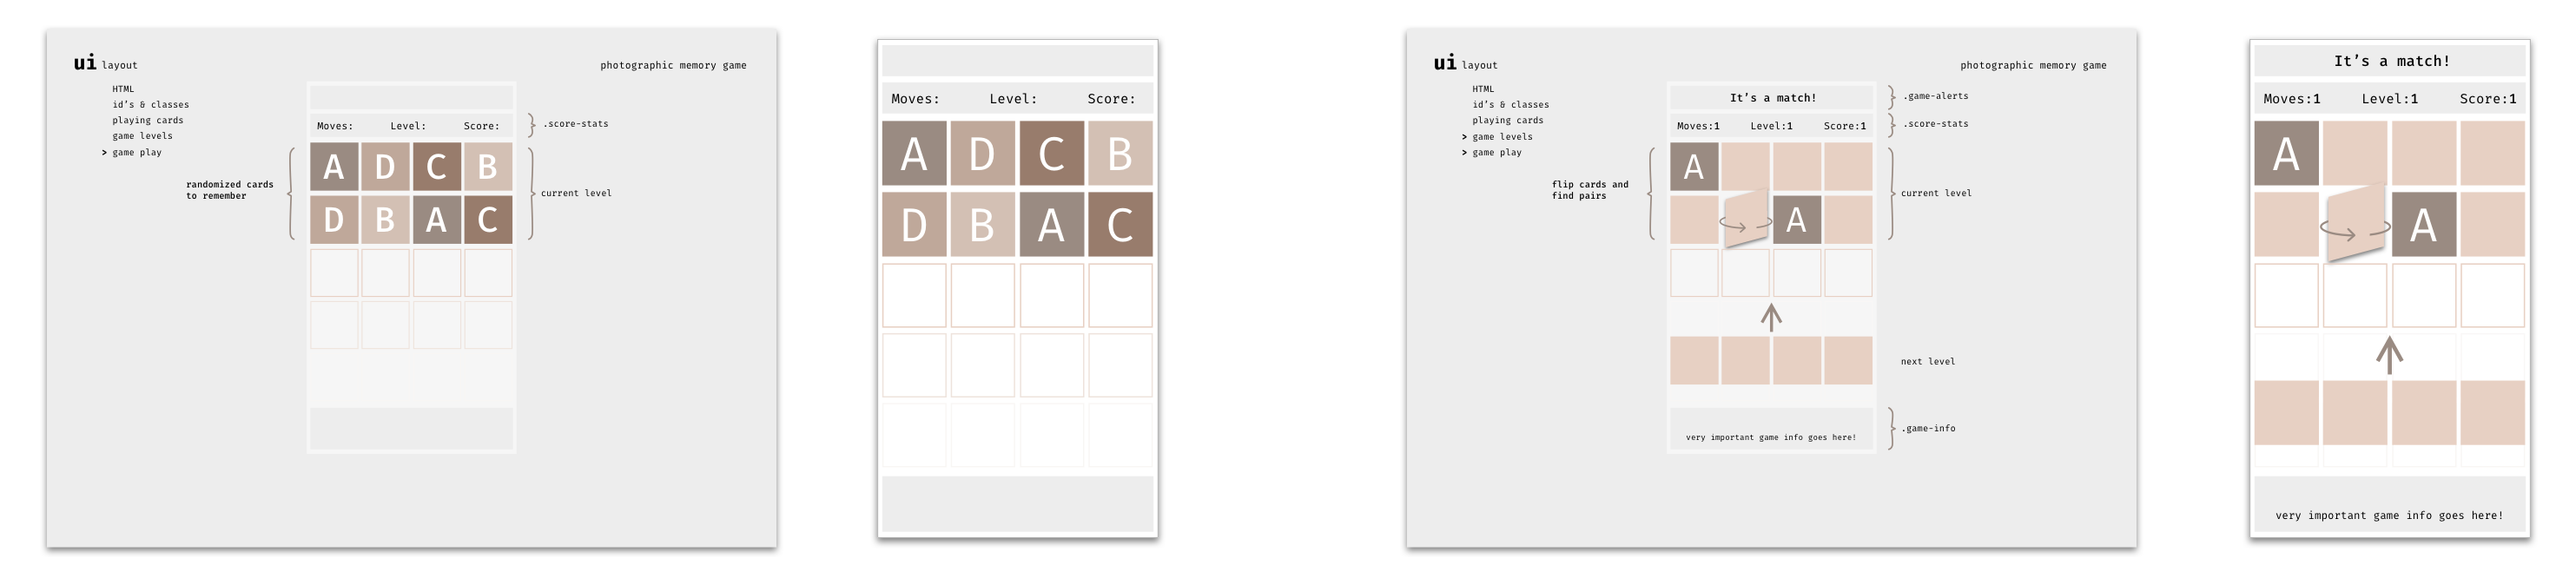 ui layout
photographic memory game
HTML
id's & classes
playing cards
game levels
> game play
Moves: Level: Score:
.score-stats
randomized cards
to remember
A D C B
D B A C
current level
Moves: Level: Score:
A D C B
D B A C
ui layout
photographic memory game
HTML
id's & classes
playing cards
> game levels
> game play
It's a match!
.game-alerts
Moves:1 Level:1 Score:1
.score-stats
flip cards and
find pairs
A
A
current level
next level
very important game info goes here!
.game-info
It's a match!
Moves:1 Level:1 Score:1
A
A
very important game info goes here!